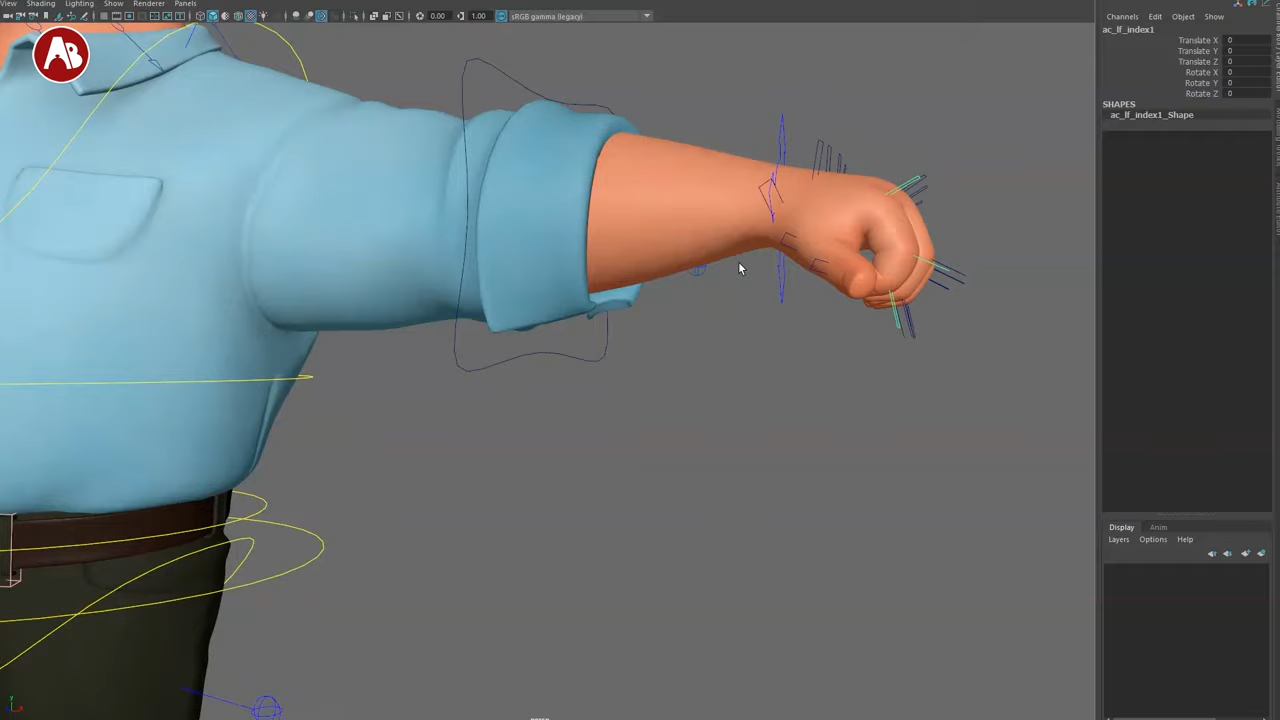 View Shading Lighting Show Renderer Panels
0.00 1.00 sRGB gamma (legacy)
AB
Channels Edit Object Show
ac_lf_index1
Translate X 0
Translate Y 0
Translate Z 0
Rotate X 0
Rotate Y 0
Rotate Z 0
SHAPES
ac_lf_index1_Shape
Display Anim
Layers Options Help